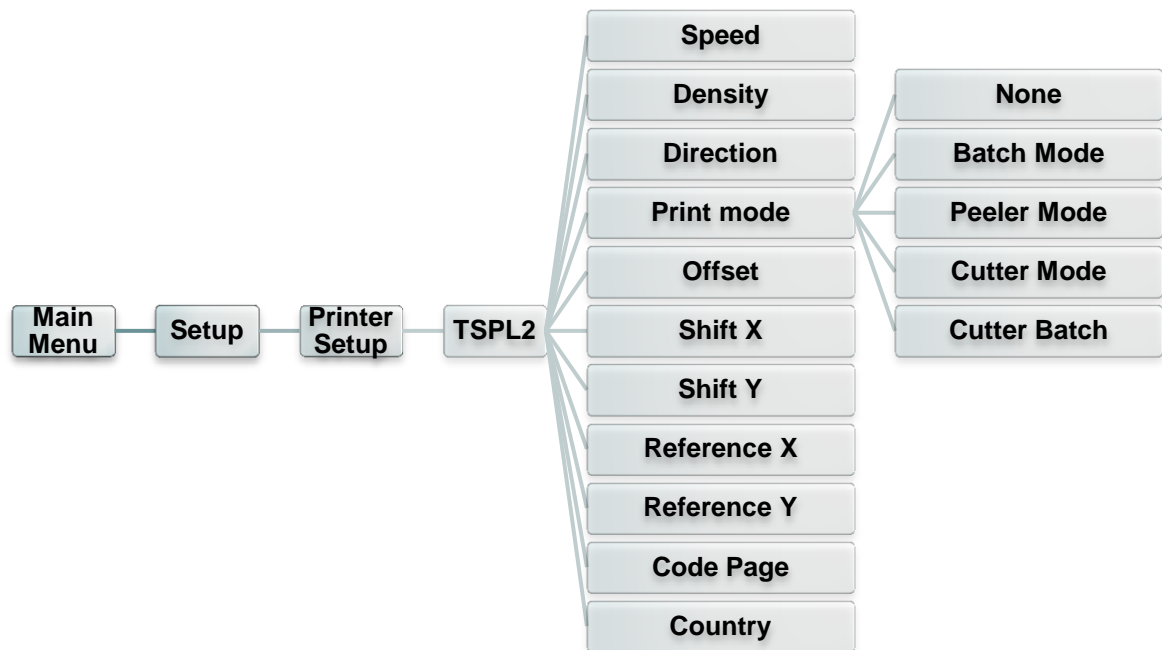 Main
Menu
Setup
Printer
Setup
TSPL2
Speed
Density
Direction
Print mode
Offset
Shift X
Shift Y
Reference X
Reference Y
Code Page
Country
None
Batch Mode
Peeler Mode
Cutter Mode
Cutter Batch